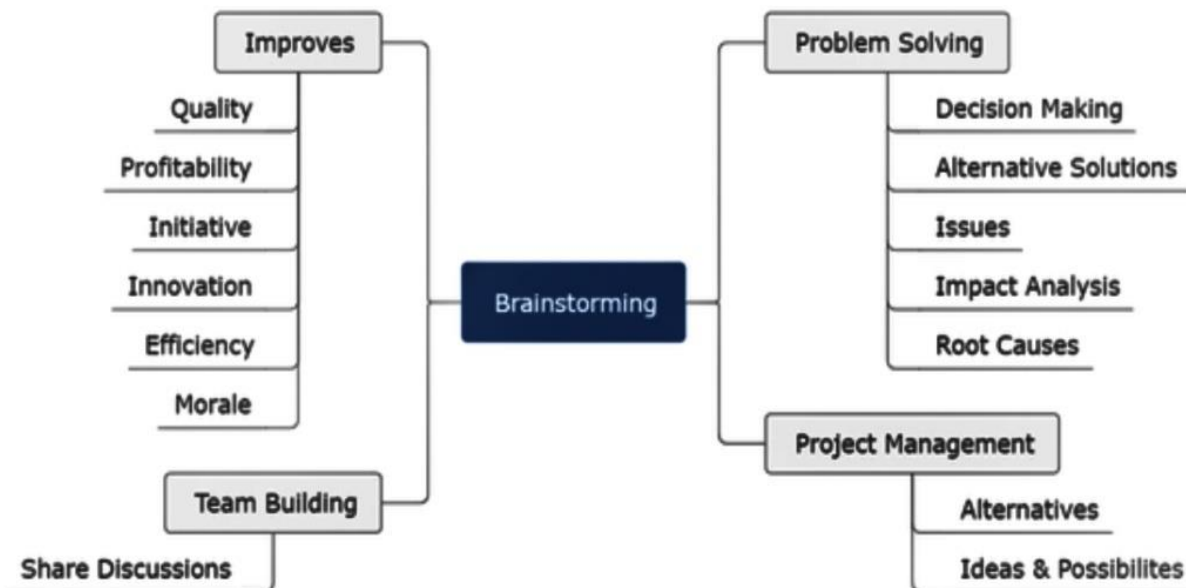 Improves
Quality
Profitability
Initiative
Innovation
Efficiency
Morale
Team Building
Share Discussions
Brainstorming
Problem Solving
Decision Making
Alternative Solutions
Issues
Impact Analysis
Root Causes
Project Management
Alternatives
Ideas & Possibilites